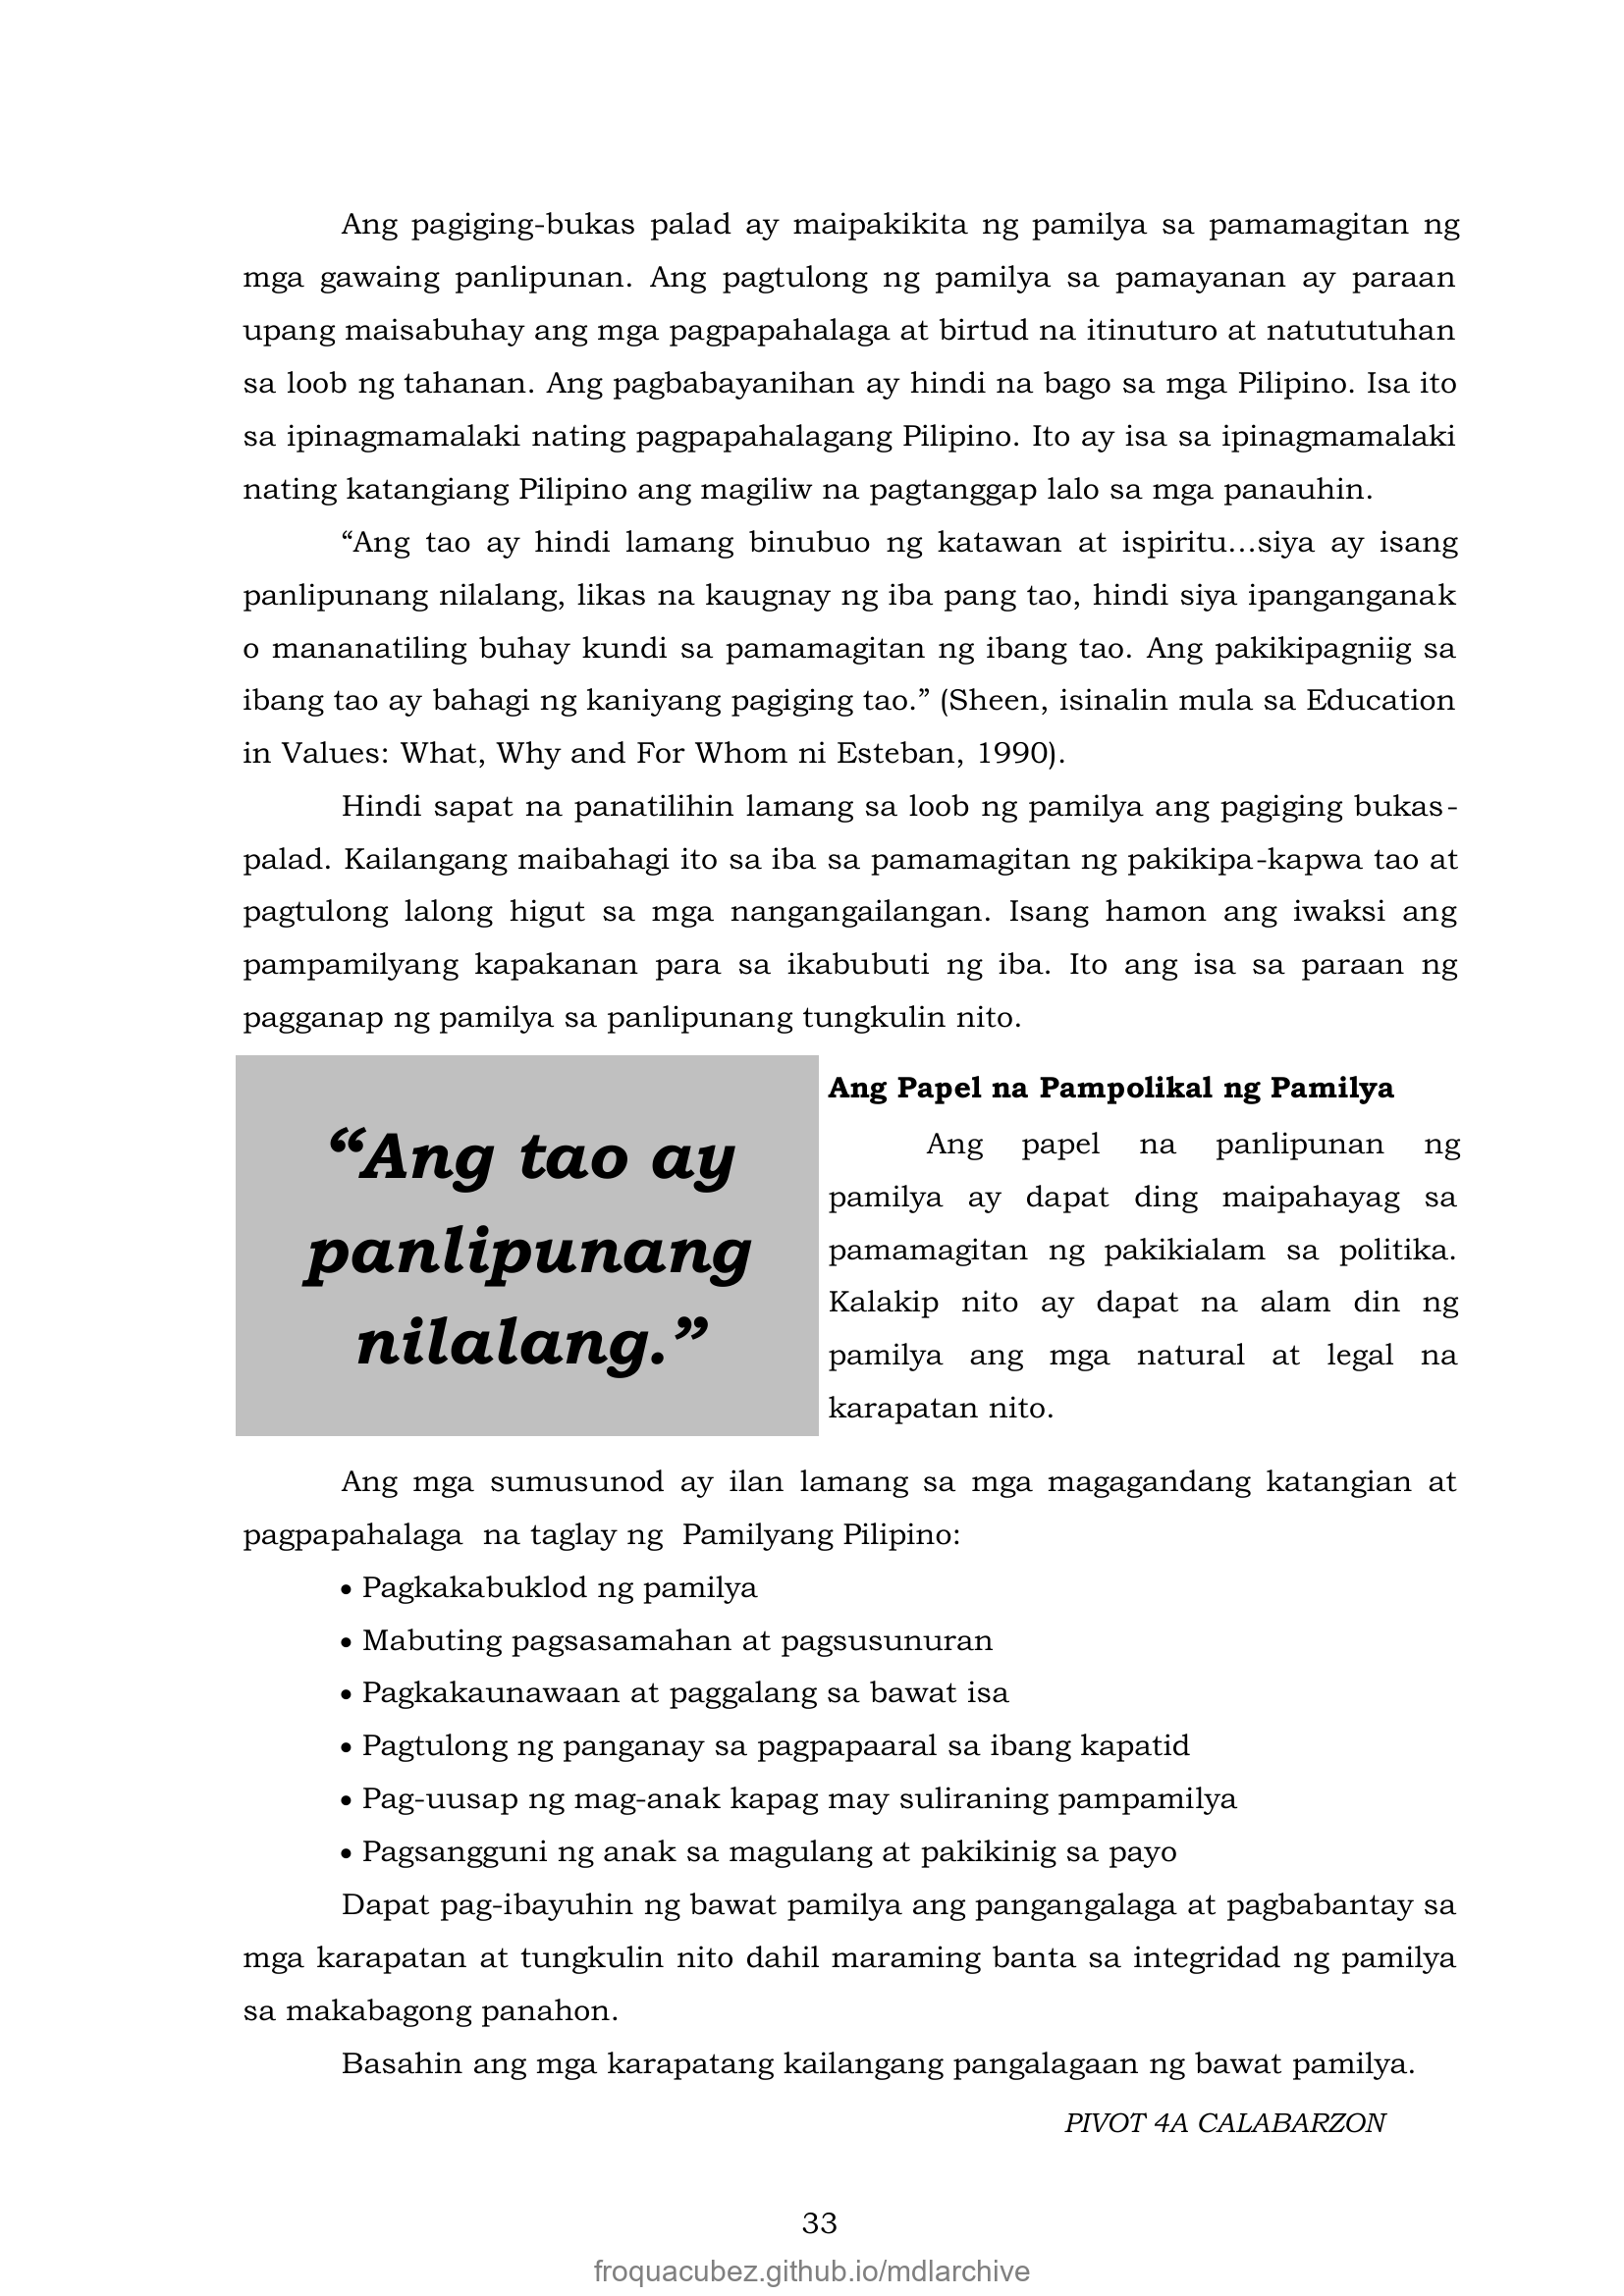 Ang pagiging-bukas palad ay maipakikita ng pamilya sa pamamagitan ng
mga gawaing panlipunan. Ang pagtulong ng pamilya sa pamayanan ay paraan
upang maisabuhay ang mga pagpapahalaga at birtud na itinuturo at natututuhan
sa loob ng tahanan. Ang pagbabayanihan ay hindi na bago sa mga Pilipino. Isa ito
sa ipinagmamalaki nating pagpapahalagang Pilipino. Ito ay isa sa ipinagmamalaki
nating katangiang Pilipino ang magiliw na pagtanggap lalo sa mga panauhin.
“Ang tao ay hindi lamang binubuo ng katawan at ispiritu…siya ay isang
panlipunang nilalang, likas na kaugnay ng iba pang tao, hindi siya ipanganganak
o mananatiling buhay kundi sa pamamagitan ng ibang tao. Ang pakikipagniig sa
ibang tao ay bahagi ng kaniyang pagiging tao.” (Sheen, isinalin mula sa Education
in Values: What, Why and For Whom ni Esteban, 1990).
Hindi sapat na panatilihin lamang sa loob ng pamilya ang pagiging bukas-
palad. Kailangang maibahagi ito sa iba sa pamamagitan ng pakikipa-kapwa tao at
pagtulong lalong higut sa mga nangangailangan. Isang hamon ang iwaksi ang
pampamilyang kapakanan para sa ikabubuti ng iba. Ito ang isa sa paraan ng
pagganap ng pamilya sa panlipunang tungkulin nito.
“Ang tao ay
panlipunang
nilalang.”
Ang Papel na Pampolikal ng Pamilya
Ang papel na panlipunan ng
pamilya ay dapat ding maipahayag sa
pamamagitan ng pakikialam sa politika.
Kalakip nito ay dapat na alam din ng
pamilya ang mga natural at legal na
karapatan nito.
Ang mga sumusunod ay ilan lamang sa mga magagandang katangian at
pagpapahalaga na taglay ng Pamilyang Pilipino:
• Pagkakabuklod ng pamilya
• Mabuting pagsasamahan at pagsusunuran
• Pagkakaunawaan at paggalang sa bawat isa
• Pagtulong ng panganay sa pagpapaaral sa ibang kapatid
• Pag-uusap ng mag-anak kapag may suliraning pampamilya
• Pagsangguni ng anak sa magulang at pakikinig sa payo
Dapat pag-ibayuhin ng bawat pamilya ang pangangalaga at pagbabantay sa
mga karapatan at tungkulin nito dahil maraming banta sa integridad ng pamilya
sa makabagong panahon.
Basahin ang mga karapatang kailangang pangalagaan ng bawat pamilya.
PIVOT 4A CALABARZON
33
froquacubez.github.io/mdlarchive